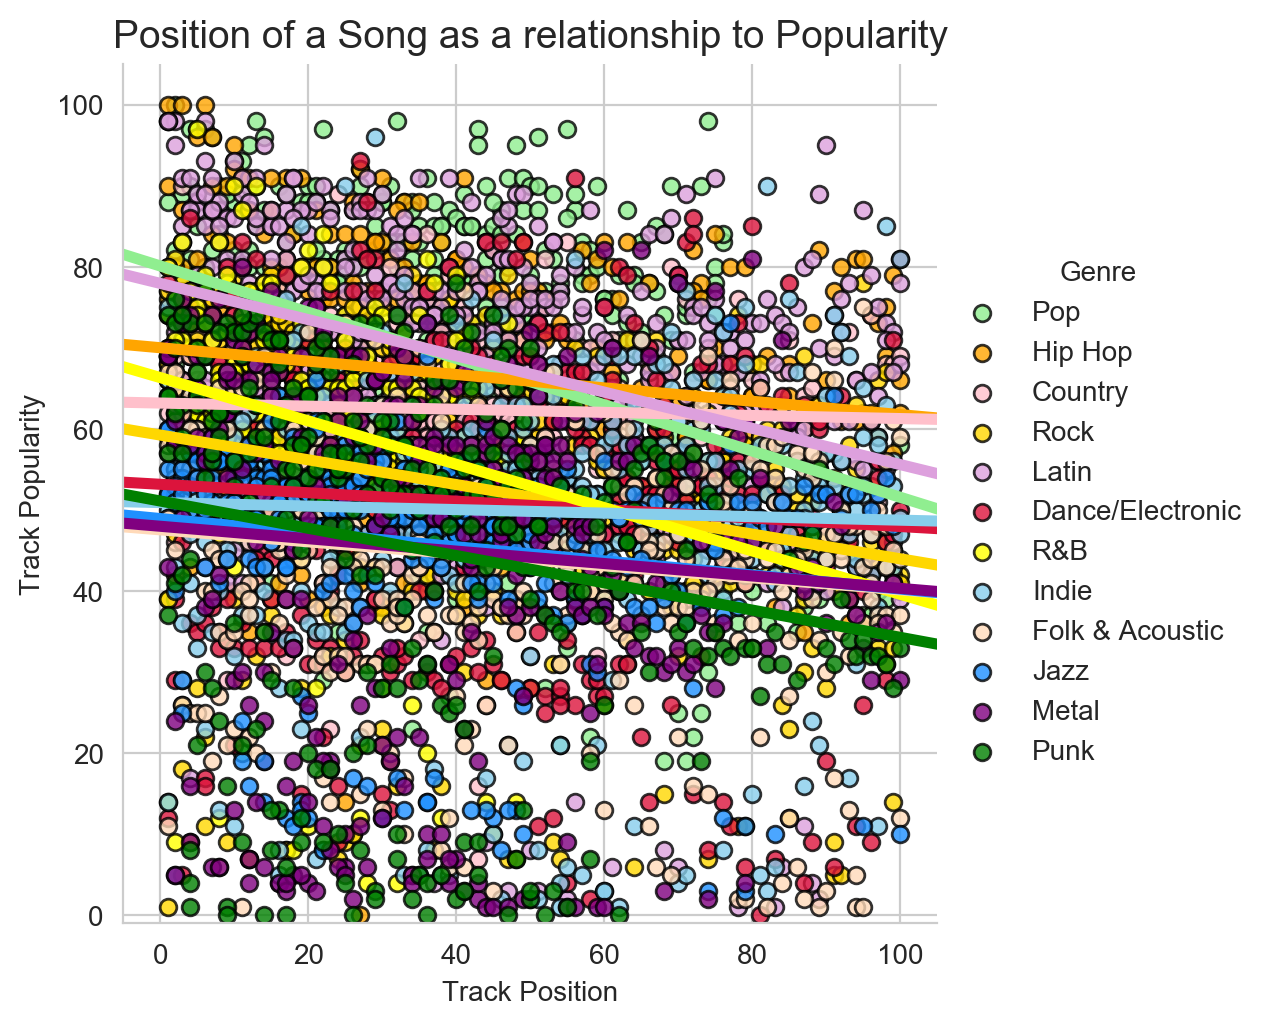 Position of a Song as a relationship to Popularity
100
80
60
40
20
0
Track Popularity
0 20 40 60 80 100
Track Position
Genre
Pop
Hip Hop
Country
Rock
Latin
Dance/Electronic
R&B
Indie
Folk & Acoustic
Jazz
Metal
Punk